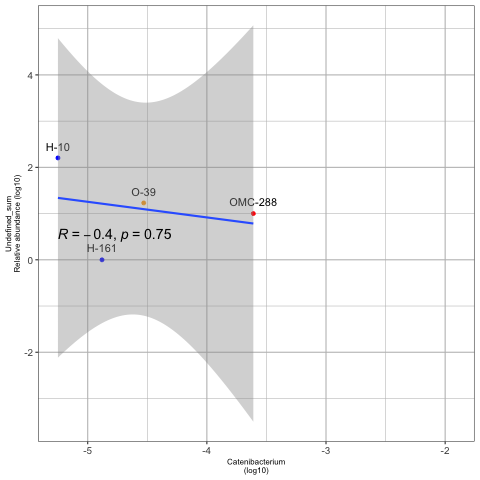 4
2
0
-2
Undefinad_sum
Relative abundance (log10)
H-10
O-39
OMC-288
R = −0.4, p = 0.75
H-161
-5
-4
-3
-2
Catenibacterium
(log10)